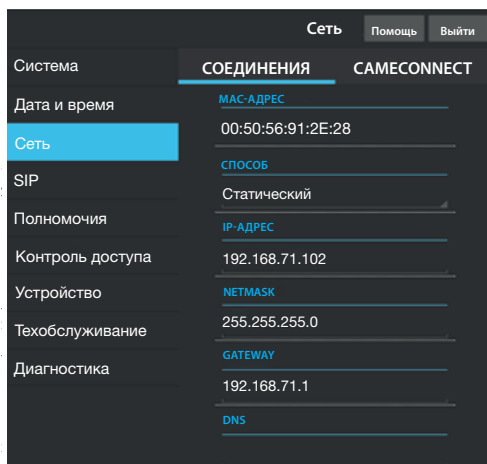 Сеть Помощь Выйти
Система
Дата и время
Сеть
SIP
Полномочия
Контроль доступа
Устройство
Техобслуживание
Диагностика
СОЕДИНЕНИЯ CAMECONNECT
МАС-АДРЕС
00:50:56:91:2E:28
СПОСОБ
Статический
IP-АДРЕС
192.168.71.102
NETMASK
255.255.255.0
GATEWAY
192.168.71.1
DNS